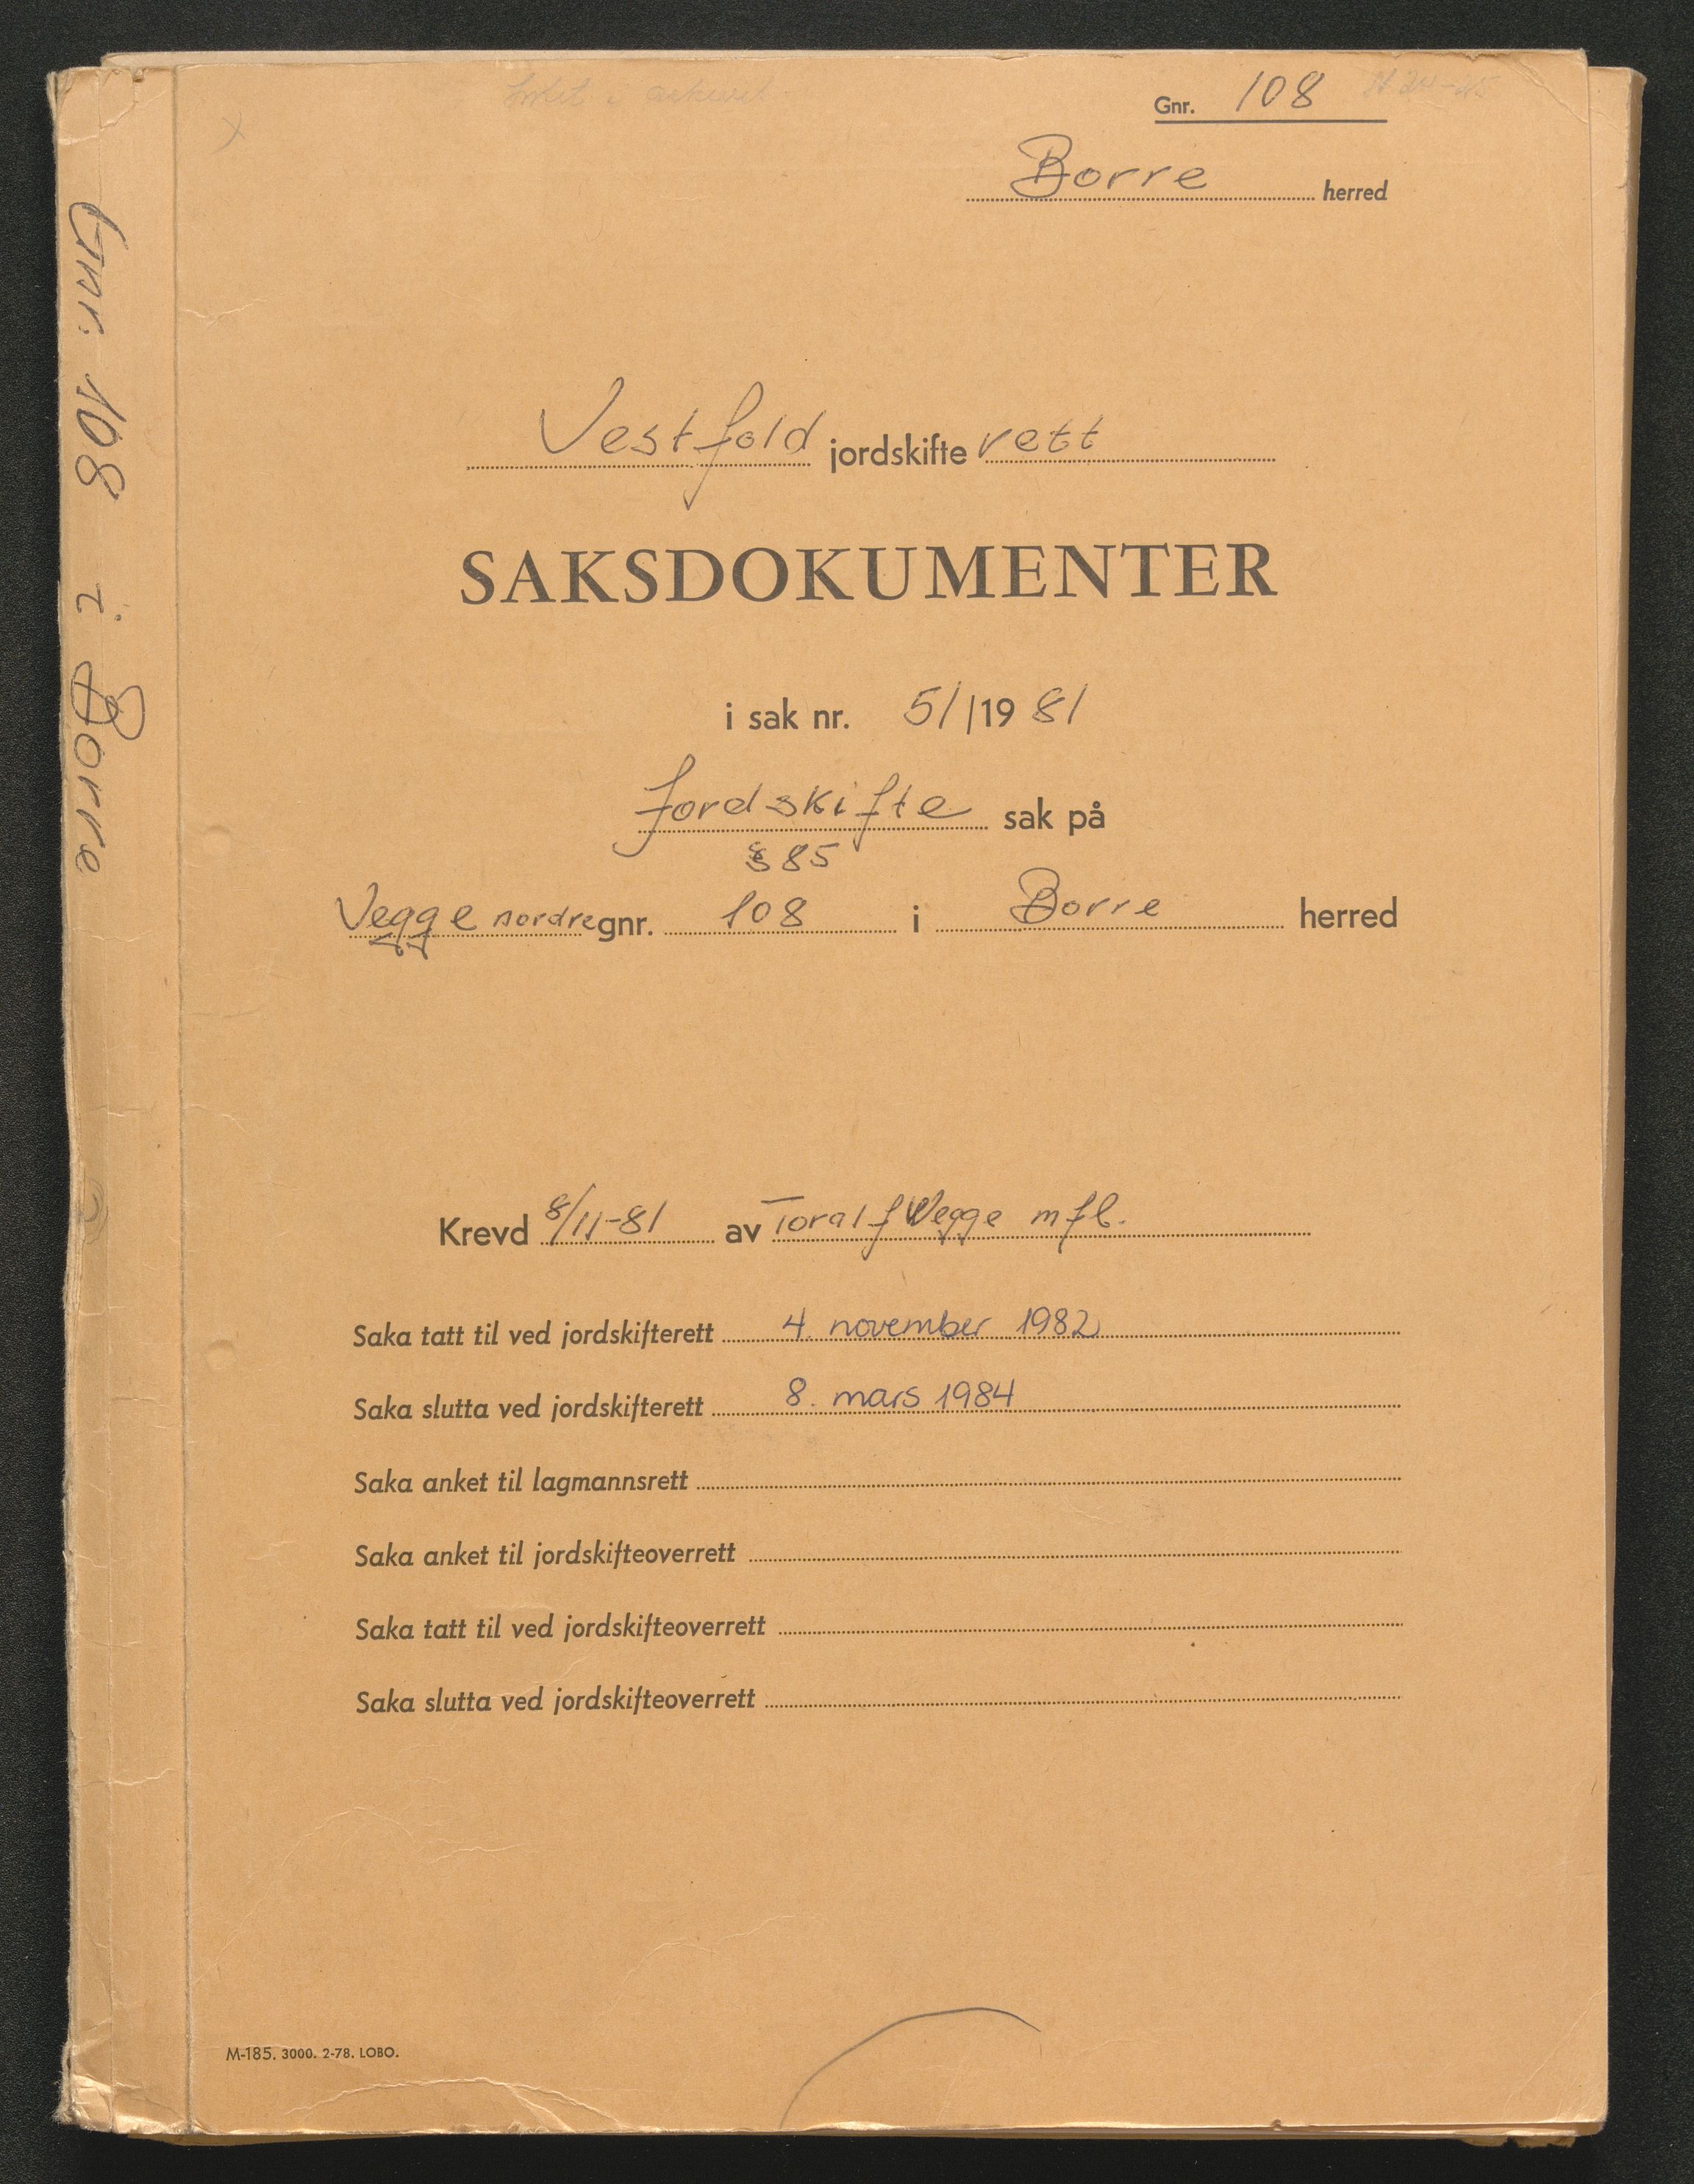 Gnr. 108
Borre herred
Gnr. 108 i Borre
Vestfold jordskifte rett
SAKSDOKUMENTER
i sak nr. 51/1981
Jordskifte sak på
§ 85
Vegge nordre gnr. 108 i Borre herred
Krevd 8/11-81 av Toralf Vegge m fl.
Saka tatt til ved jordskifterett 4. november 1982
Saka slutta ved jordskifterett 8. mars 1984
Saka anket til lagmannsrett
Saka anket til jordskifteoverrett
Saka tatt til ved jordskifteoverrett
Saka slutta ved jordskifteoverrett
M-185. 3000. 2-78. LOBO.